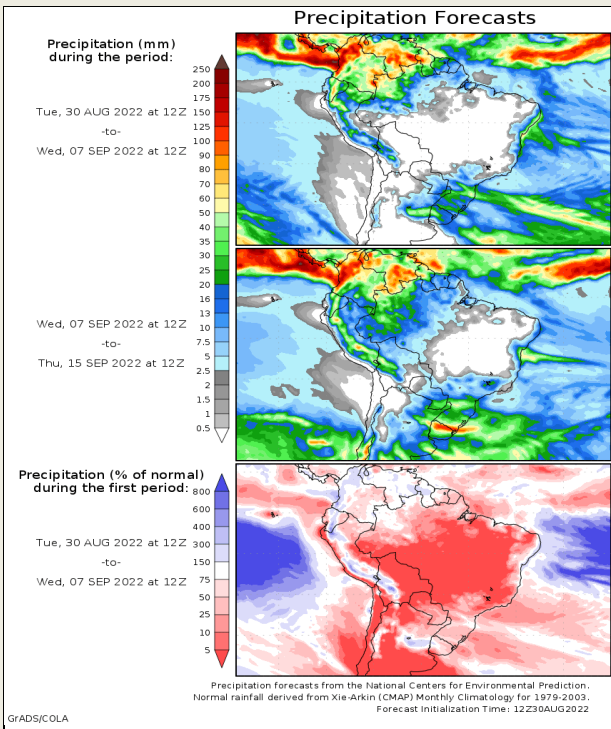 Precipitation Forecasts
Precipitation (mm)
during the period:
Tue, 30 AUG 2022 at 12Z
-to-
Wed, 07 SEP 2022 at 12Z
250
200
175
150
125
100
90
80
70
60
50
40
35
30
25
20
16
13
10
7.5
5
2.5
2
1.5
1
0.5
Wed, 07 SEP 2022 at 12Z
-to-
Thu, 15 SEP 2022 at 12Z
Precipitation (% of normal)
during the first period:
Tue, 30 AUG 2022 at 12Z
-to-
Wed, 07 SEP 2022 at 12Z
800
600
400
300
150
75
50
25
10
5
Precipitation forecasts from the National Centers for Environmental Prediction.
Normal rainfall derived from Xie-Arkin (CMAP) Monthly Climatology for 1979-2003.
Forecast Initialization Time: 12Z30AUG2022
GrADS/COLA